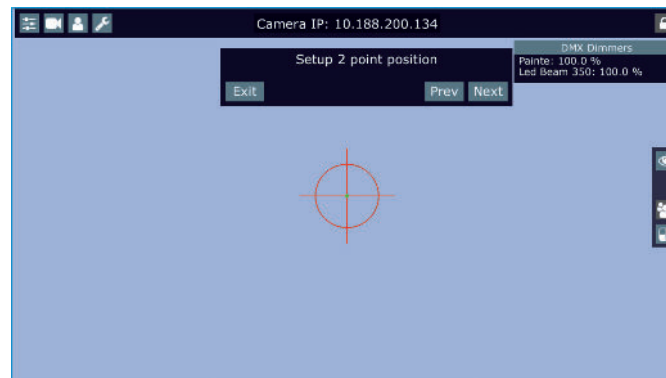 Camera IP: 10.188.200.134
Setup 2 point position
Exit
Prev
Next
DMX Dimmers
Painte: 100.0 %
Led Beam 350: 100.0 %